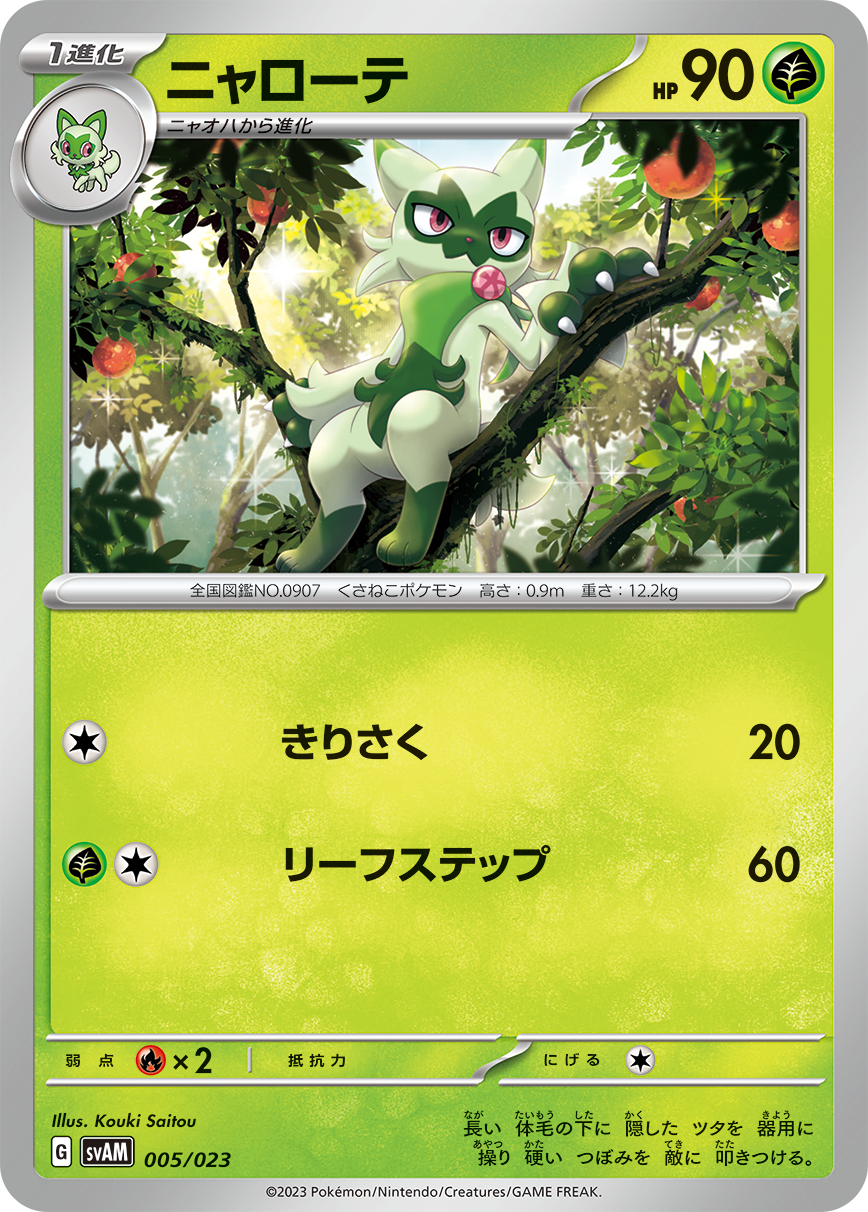 1進化
ニャローテ
HP 90
ニャオハから進化
全国図鑑NO.0907 くさねこポケモン 高さ:0.9m 重さ:12.2kg
きりさく 20
リーフステップ 60
弱点 ×2 抵抗力 にげる
Illus. Kouki Saitou
長い 体毛の下に 隠した ツタを 器用に
操り 硬い つぼみを 敵に 叩きつける。
G svAM 005/023
©2023 Pokémon/Nintendo/Creatures/GAME FREAK.